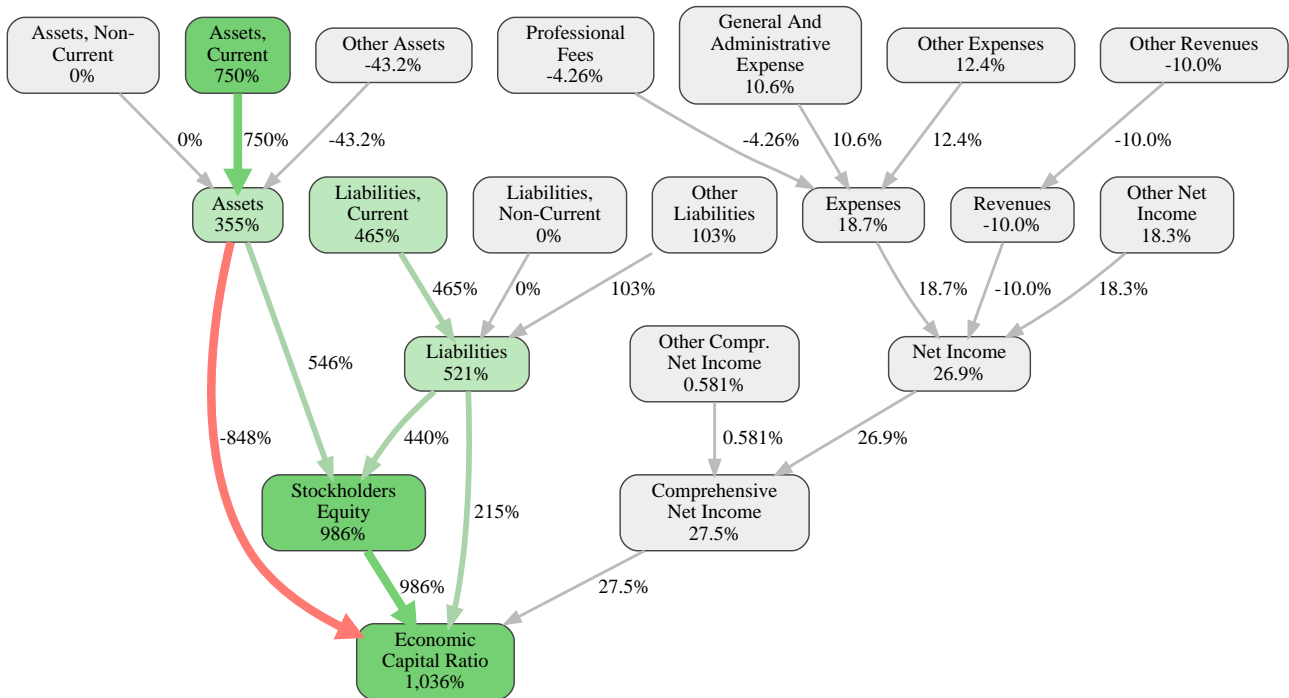 Assets, Non-
Current
0%
Assets,
Current
750%
Other Assets
-43.2%
Professional
Fees
-4.26%
General And
Administrative
Expense
10.6%
Other Expenses
12.4%
Other Revenues
-10.0%
0%
750%
-43.2%
-4.26%
10.6%
12.4%
-10.0%
Assets
355%
Liabilities,
Current
465%
Liabilities,
Non-Current
0%
Other
Liabilities
103%
Expenses
18.7%
Revenues
-10.0%
Other Net
Income
18.3%
465%
0%
103%
18.7%
-10.0%
18.3%
546%
Liabilities
521%
Other Compr.
Net Income
0.581%
Net Income
26.9%
-848%
440%
0.581%
26.9%
Stockholders
Equity
986%
215%
Comprehensive
Net Income
27.5%
986%
27.5%
Economic
Capital Ratio
1,036%